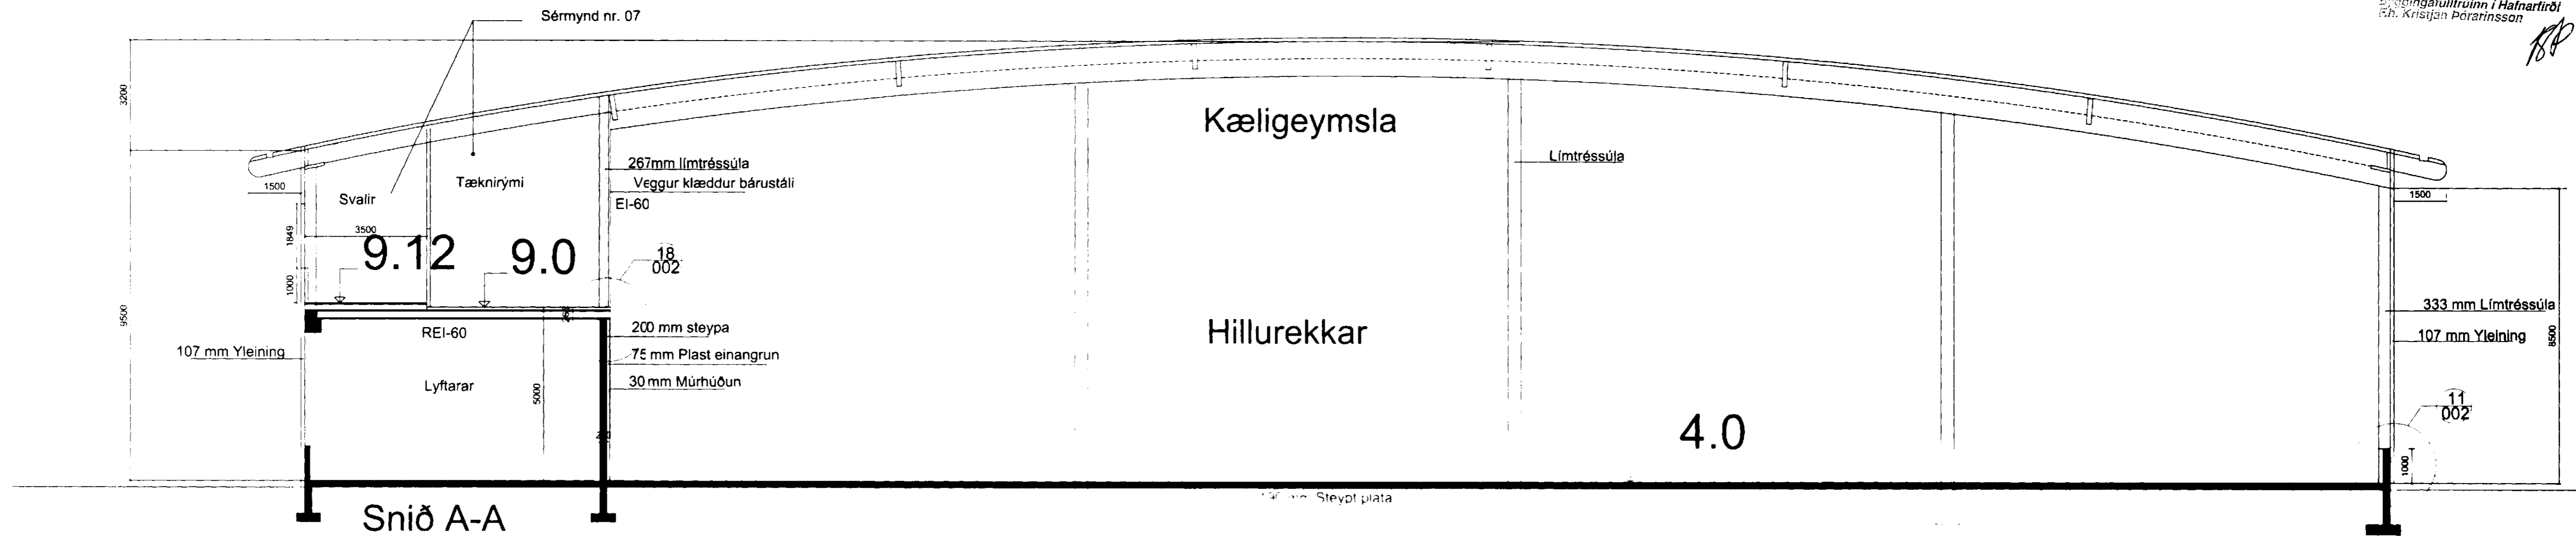 Sérmynd nr. 07
Byggingafulltrúinn í Hafnarfirði
F.h. Kristján Þórarinsson
3200
9500
1500
1849
1000
Svalir
Tæknirými
3500
9.12
9.0
267mm límtréssúla
Veggur klæddur bárustáli
EI-60
18
002
Kæligeymsla
Límtréssúla
1500
REI-60
107 mm Yleining
Lyftarar
5000
200 mm steypa
75 mm Plast einangrun
30 mm Múrhúðun
Hillurekkar
4.0
333 mm Límtréssúla
107 mm Yleining
8500
11
002
1000
mm Steypt plata
Snið A-A